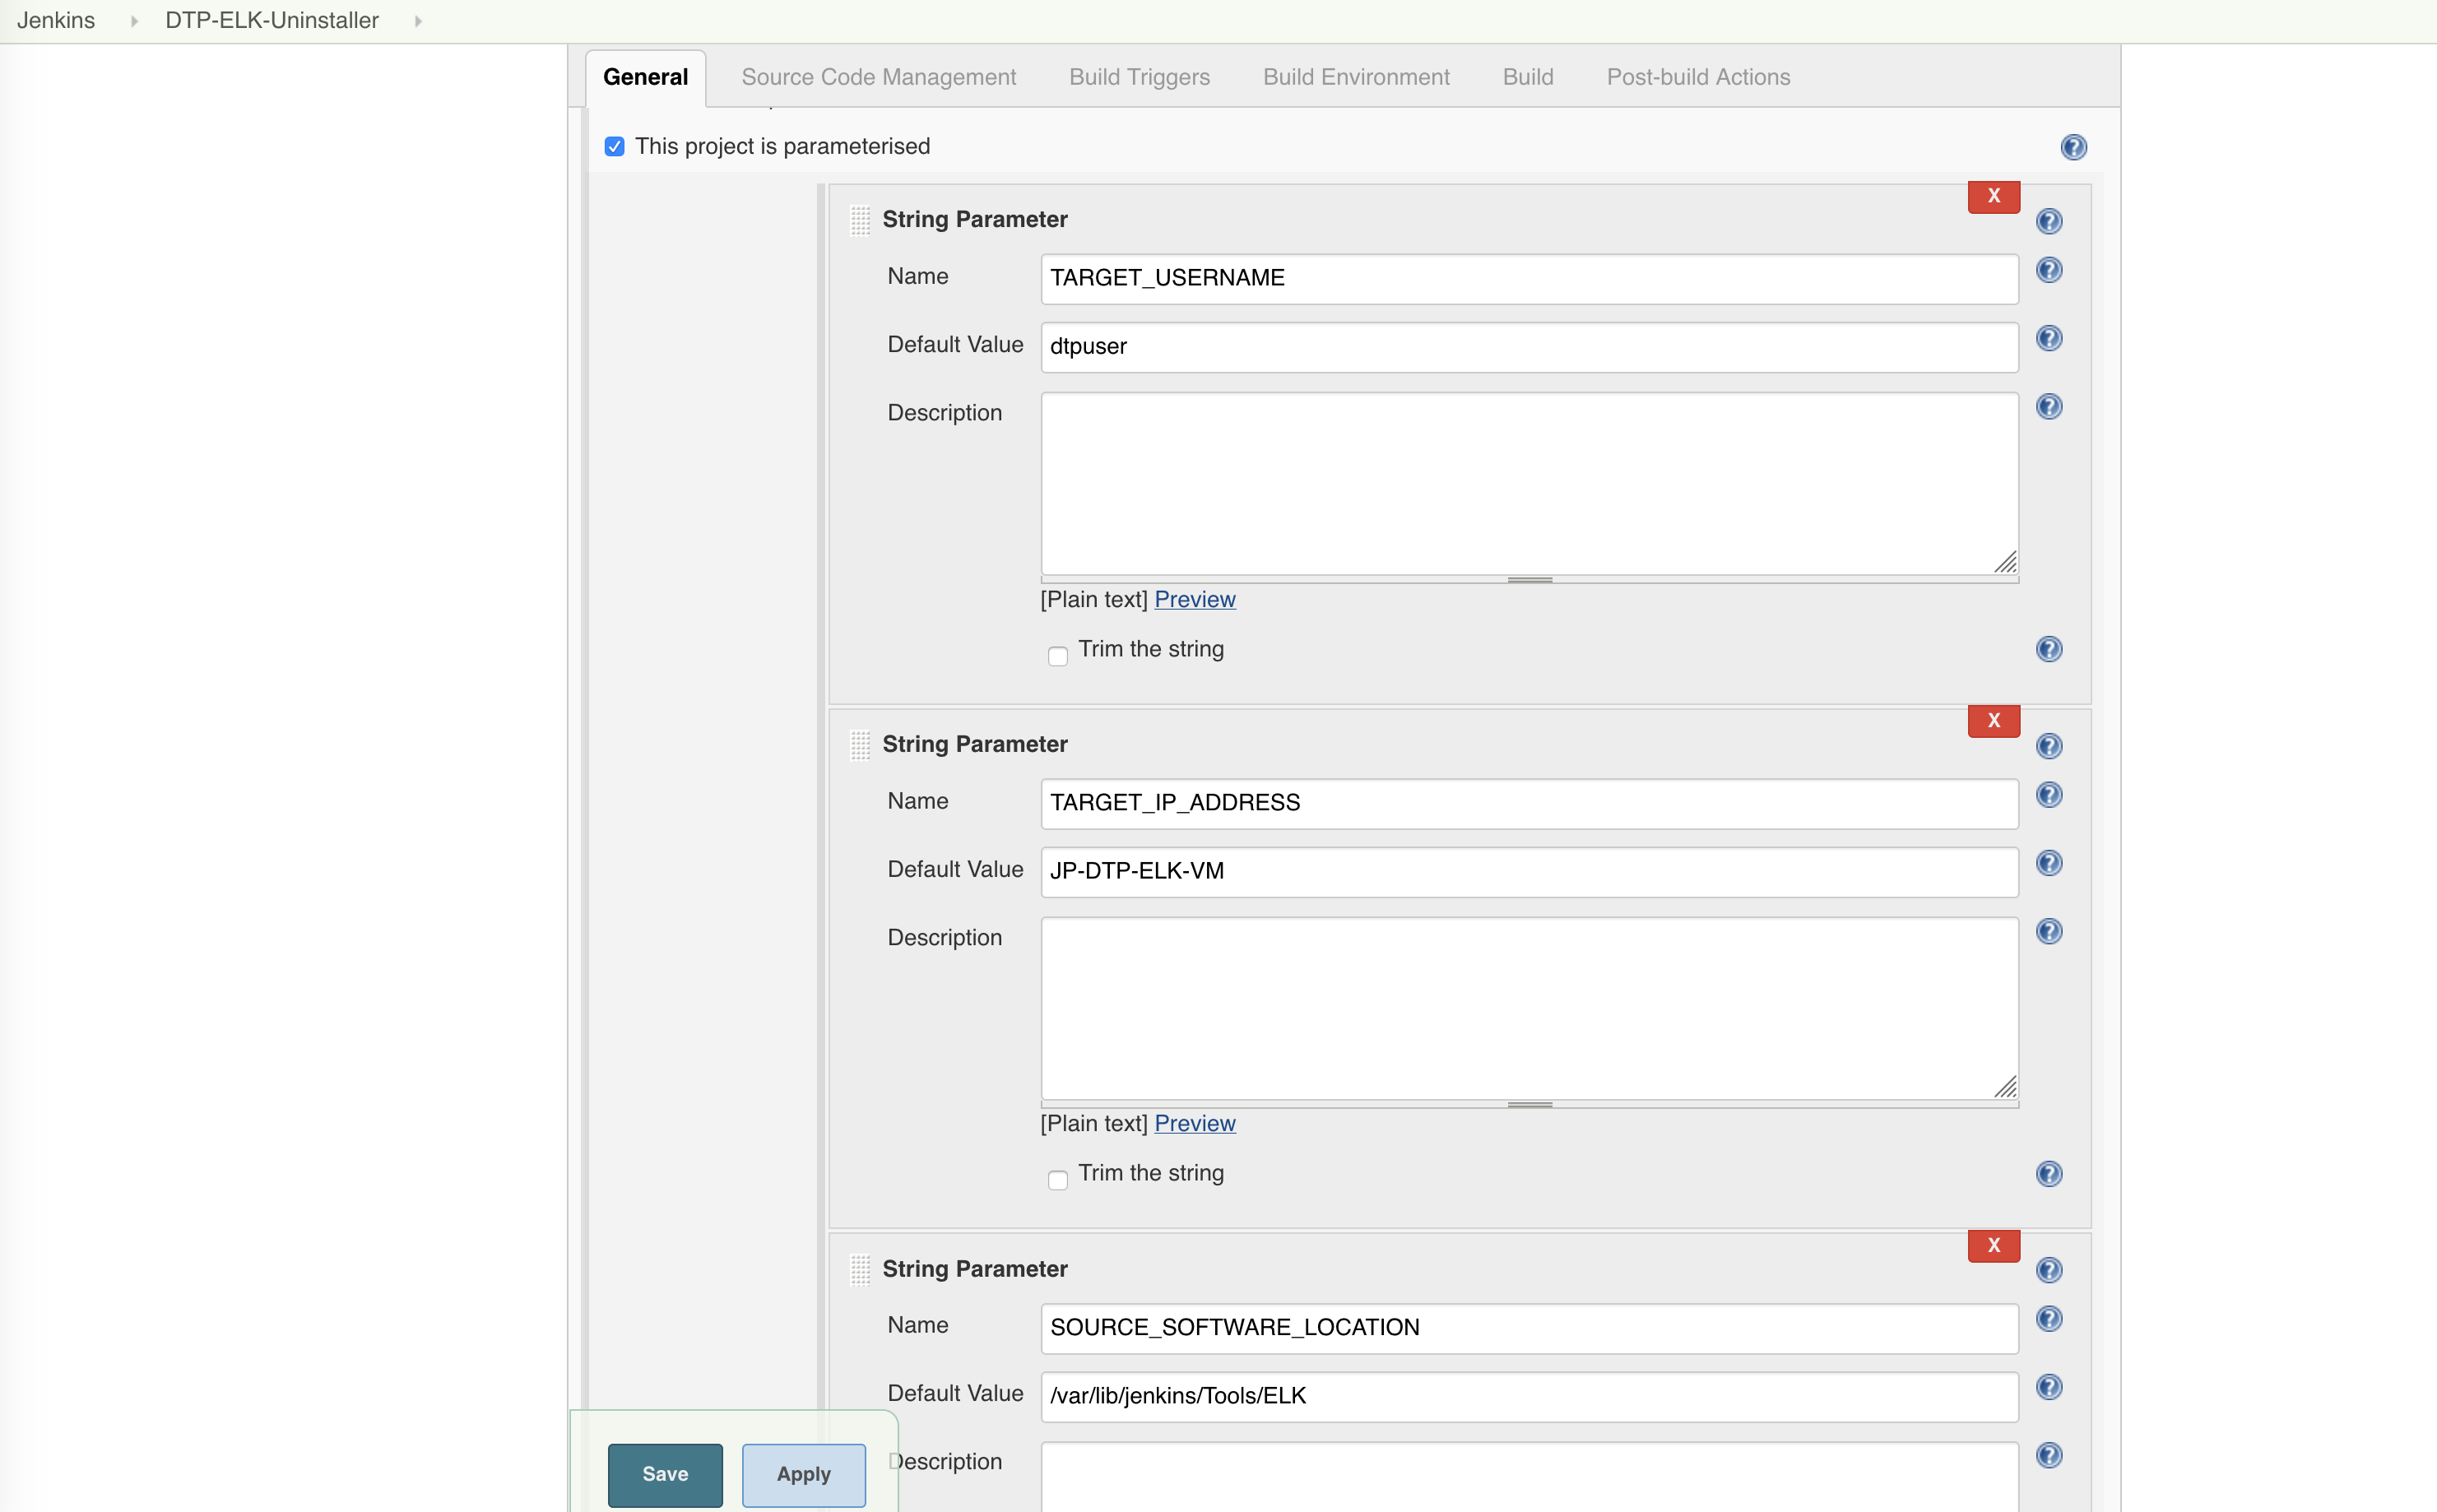 Jenkins DTP-ELK-Uninstaller
General Source Code Management Build Triggers Build Environment Build Post-build Actions
This project is parameterised
X
String Parameter
Name TARGET_USERNAME
Default Value dtpuser
Description
[Plain text] Preview
Trim the string
X
String Parameter
Name TARGET_IP_ADDRESS
Default Value JP-DTP-ELK-VM
Description
[Plain text] Preview
Trim the string
X
String Parameter
Name SOURCE_SOFTWARE_LOCATION
Default Value /var/lib/jenkins/Tools/ELK
Description
Save Apply